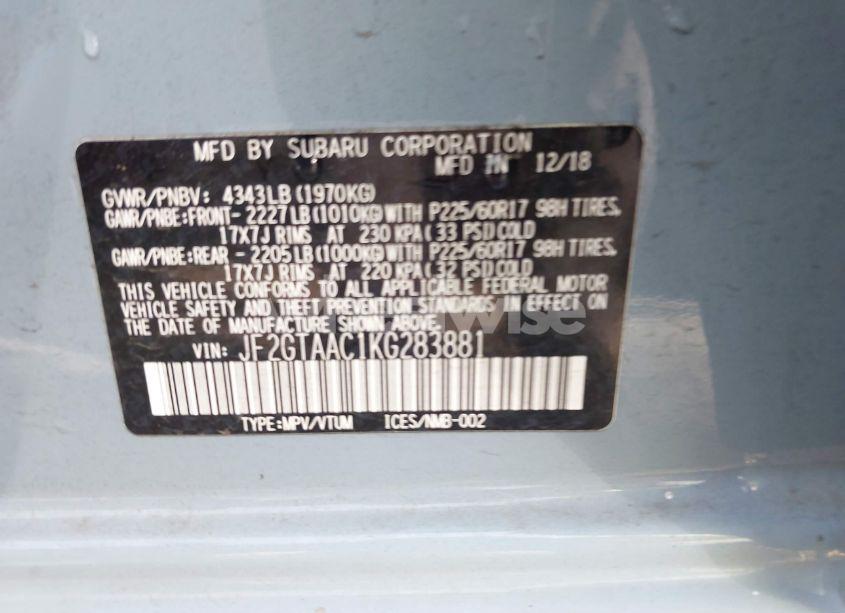 MFD BY SUBARU CORPORATION
MFD IN 12/18
GVWR/PNBV: 4343LB(1970KG)
GAWR/PNBE:FRONT-2227LB(1010KG)WITH P225/60R17 98H TIRES,
17X7J RIMS AT 230 KPA(33 PSI)COLD
GAWR/PNBE:REAR -2205LB(1000KG)WITH P225/60R17 98H TIRES,
17X7J RIMS AT 220 KPA(32 PSI)COLD
THIS VEHICLE CONFORMS TO ALL APPLICABLE FEDERAL MOTOR
VEHICLE SAFETY AND THEFT PREVENTION STANDARDS IN EFFECT ON
THE DATE OF MANUFACTURE SHOWN ABOVE.
VIN: JF2GTAAC1KG283881
TYPE:MPV/VTUM ICES/NMB-002